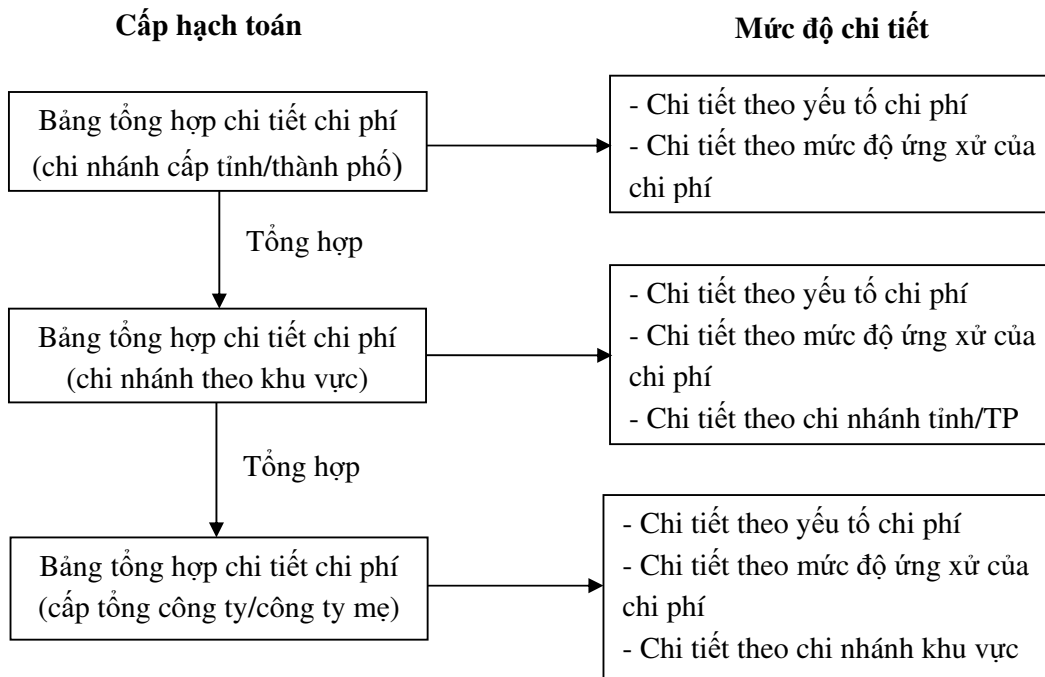 Cấp hạch toán
Mức độ chi tiết
Bảng tổng hợp chi tiết chi phí
(chi nhánh cấp tỉnh/thành phố)
- Chi tiết theo yếu tố chi phí
- Chi tiết theo mức độ ứng xử của
chi phí
Tổng hợp
Bảng tổng hợp chi tiết chi phí
(chi nhánh theo khu vực)
- Chi tiết theo yếu tố chi phí
- Chi tiết theo mức độ ứng xử của
chi phí
- Chi tiết theo chi nhánh tỉnh/TP
Tổng hợp
Bảng tổng hợp chi tiết chi phí
(cấp tổng công ty/công ty mẹ)
- Chi tiết theo yếu tố chi phí
- Chi tiết theo mức độ ứng xử của
chi phí
- Chi tiết theo chi nhánh khu vực